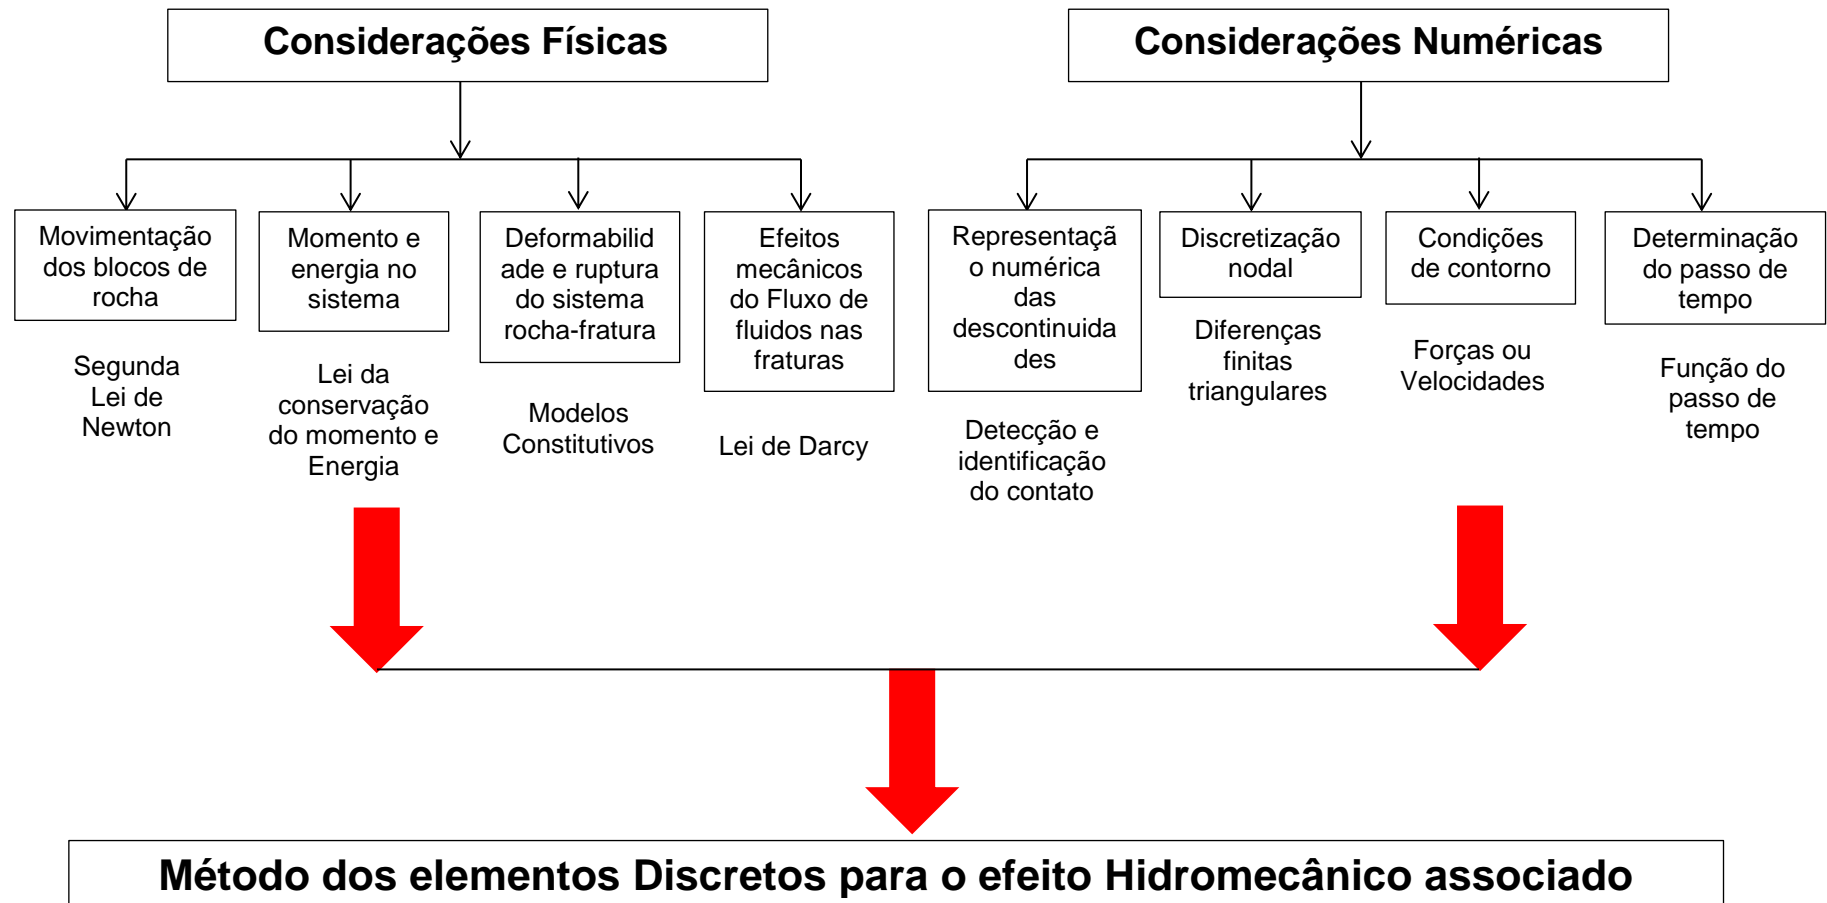 Considerações Físicas
Considerações Numéricas
Movimentação
dos blocos de
rocha
Momento e
energia no
sistema
Deformabilid
ade e ruptura
do sistema
rocha-fratura
Efeitos
mecânicos
do Fluxo de
fluidos nas
fraturas
Representaçã
o numérica
das
descontinuida
des
Discretização
nodal
Condições
de contorno
Determinação
do passo de
tempo
Segunda
Lei de
Newton
Lei da
conservação
do momento e
Energia
Modelos
Constitutivos
Lei de Darcy
Detecção e
identificação
do contato
Diferenças
finitas
triangulares
Forças ou
Velocidades
Função do
passo de
tempo
Método dos elementos Discretos para o efeito Hidromecânico associado